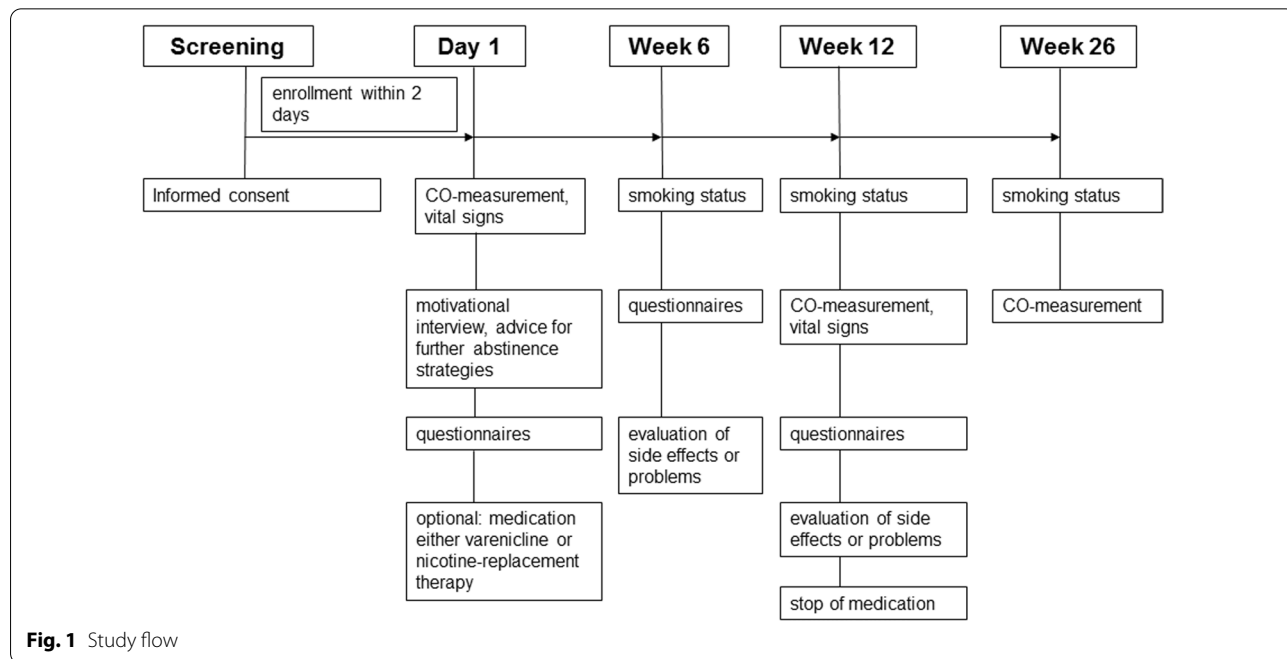 Screening
Day 1
Week 6
Week 12
Week 26
enrollment within 2
days
Informed consent
CO-measurement,
vital signs
motivational
interview, advice for
further abstinence
strategies
questionnaires
optional: medication
either varenicline or
nicotine-replacement
therapy
smoking status
questionnaires
evaluation of
side effects or
problems
smoking status
CO-measurement,
vital signs
questionnaires
evaluation of side
effects or problems
stop of medication
smoking status
CO-measurement
Fig. 1 Study flow